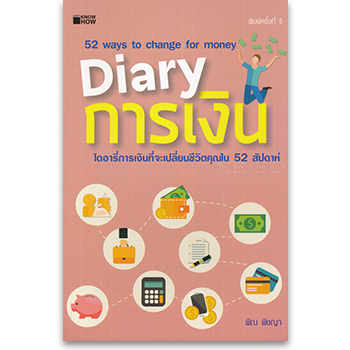 KNOW
HOW
พิมพ์ครั้งที่ 5
52 ways to change for money
Diary
การเงิน
ไดอารี่การเงินที่จะเปลี่ยนชีวิตคุณใน 52 สัปดาห์
พิณ พิชญา